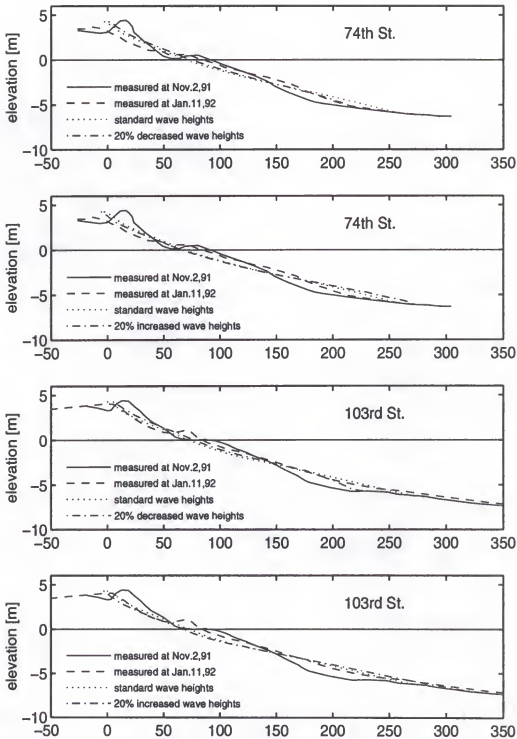 5
74th St.
0
elevation [m]
measured at Nov.2,91
measured at Jan.11,92
−5
standard wave heights
20% decreased wave heights
−10
−50 0 50 100 150 200 250 300 350
5
74th St.
0
elevation [m]
measured at Nov.2,91
measured at Jan.11,92
−5
standard wave heights
20% increased wave heights
−10
−50 0 50 100 150 200 250 300 350
5
103rd St.
0
elevation [m]
measured at Nov.2,91
measured at Jan.11,92
−5
standard wave heights
20% decreased wave heights
−10
−50 0 50 100 150 200 250 300 350
5
103rd St.
0
elevation [m]
measured at Nov.2,91
measured at Jan.11,92
−5
standard wave heights
20% increased wave heights
−10
−50 0 50 100 150 200 250 300 350